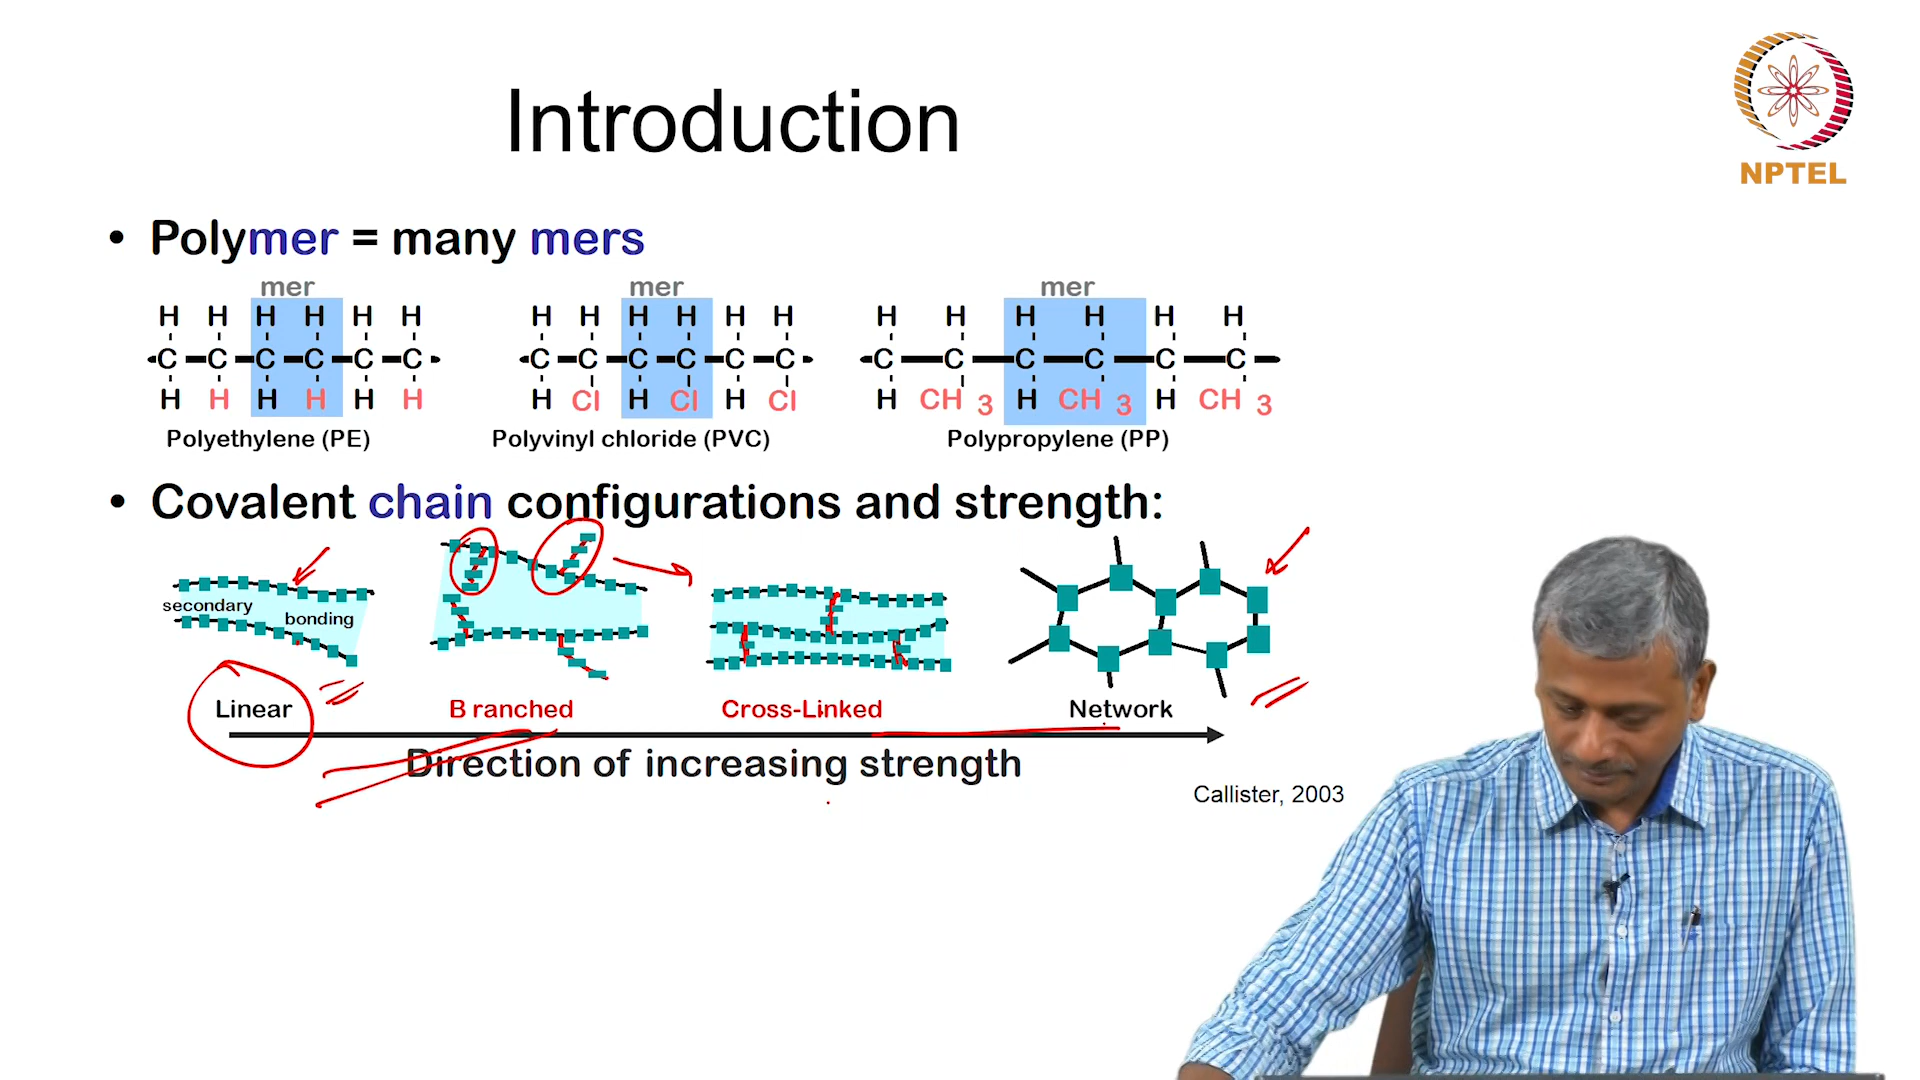 Introduction
NPTEL
• Polymer = many mers
mer mer mer
H H H H H H H H H H H H H H H H H H
C C C C C C C C C C C C C C C C C C
H H H H H H H Cl H Cl H Cl H CH 3 H CH 3 H CH 3
Polyethylene (PE) Polyvinyl chloride (PVC) Polypropylene (PP)
• Covalent chain configurations and strength:
secondary
bonding
Linear B ranched Cross-Linked Network
Direction of increasing strength
Callister, 2003